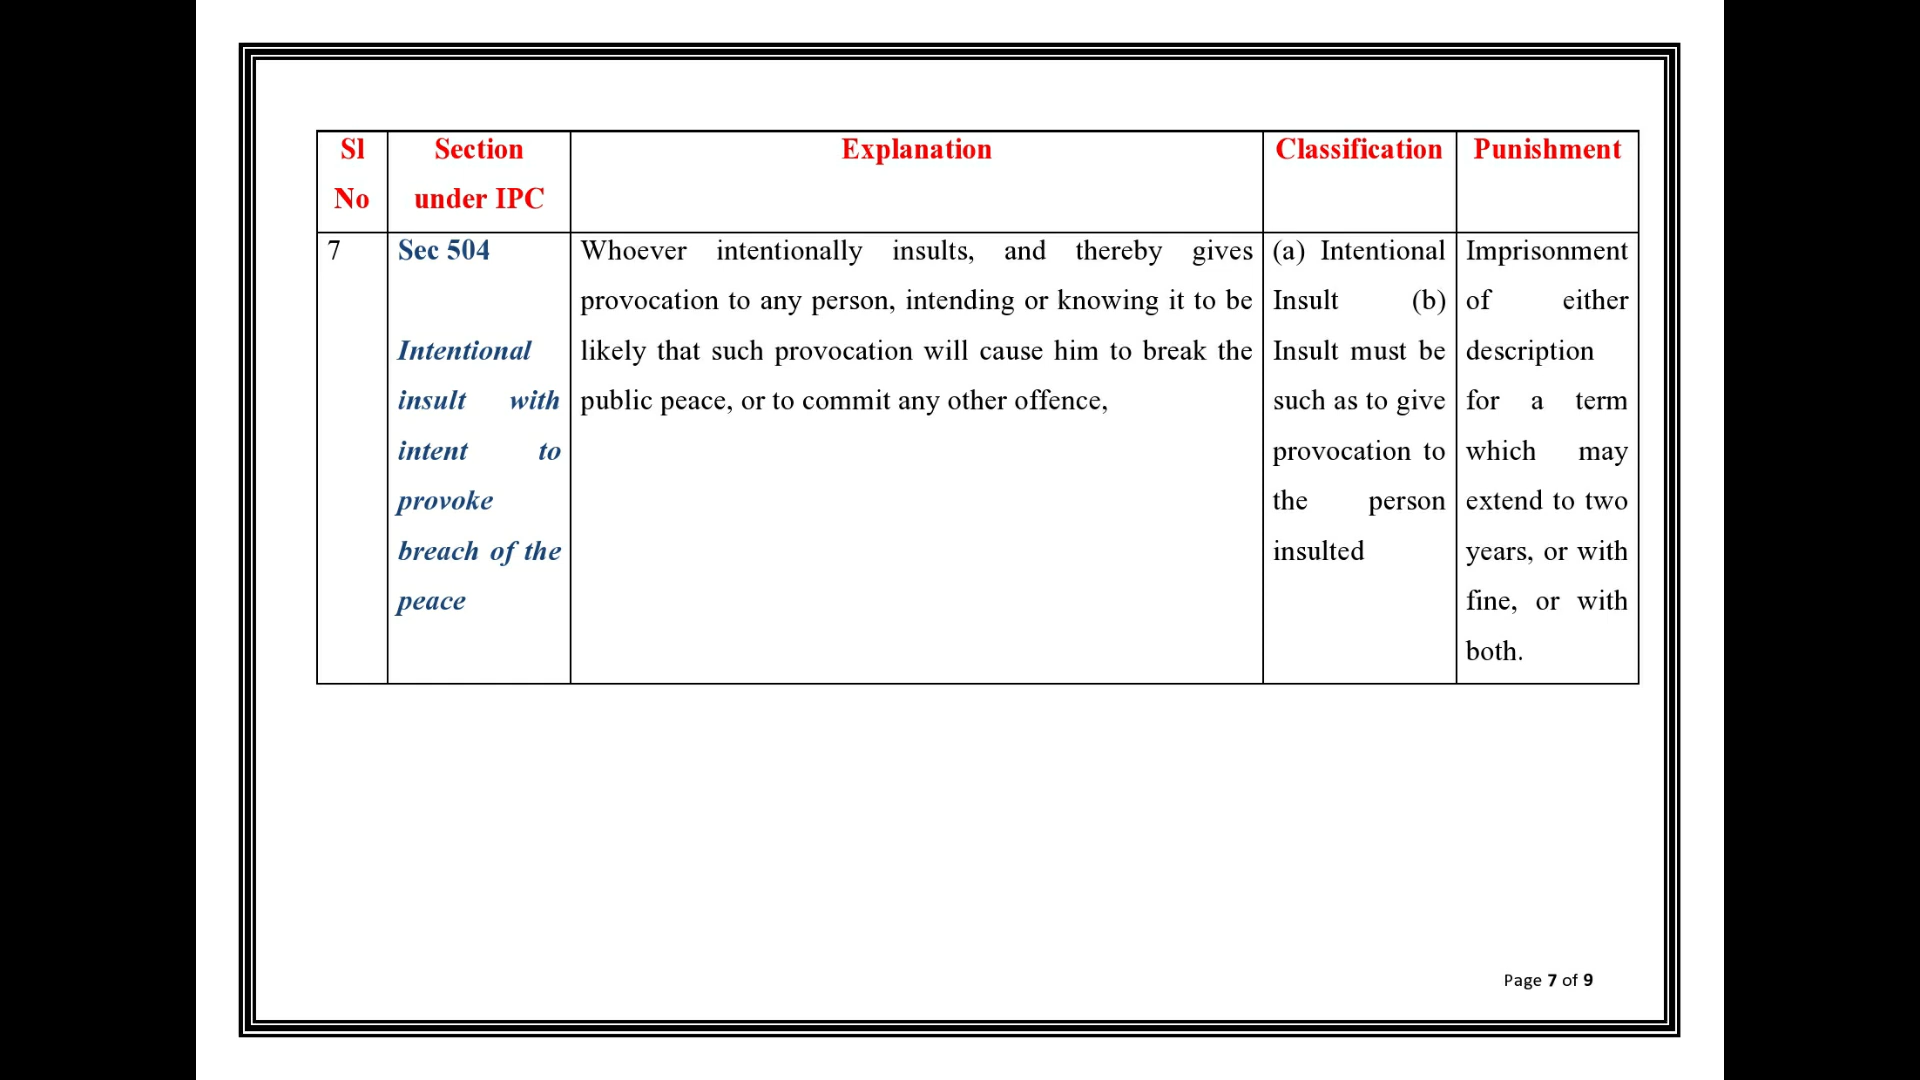 Sl
No
Section
under IPC
Explanation
Classification
Punishment
7
Sec 504
Intentional
insult with
intent to
provoke
breach of the
peace
Whoever intentionally insults, and thereby gives
provocation to any person, intending or knowing it to be
likely that such provocation will cause him to break the
public peace, or to commit any other offence,
(a) Intentional
Insult (b)
Insult must be
such as to give
provocation to
the person
insulted
Imprisonment
of either
description
for a term
which may
extend to two
years, or with
fine, or with
both.
Page 7 of 9